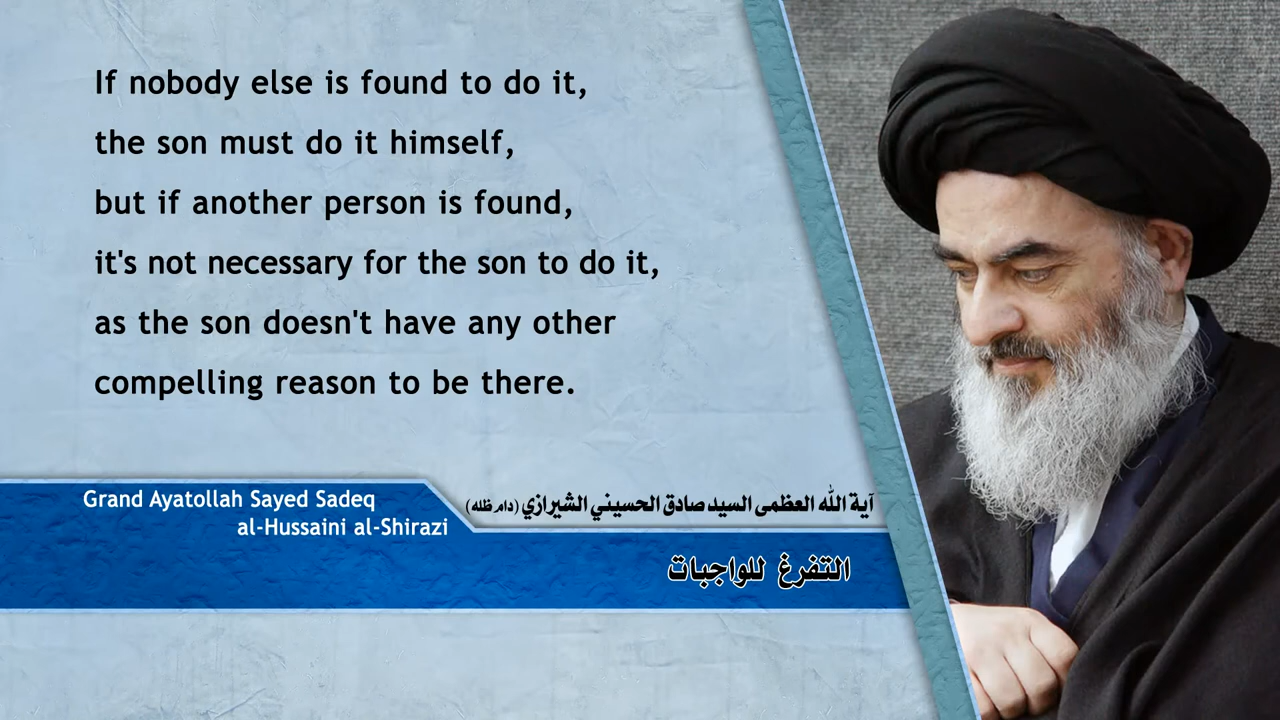 If nobody else is found to do it,
the son must do it himself,
but if another person is found,
it's not necessary for the son to do it,
as the son doesn't have any other
compelling reason to be there.
Grand Ayatollah Sayed Sadeq
al-Hussaini al-Shirazi
آية الله العظمى السيد صادق الحسيني الشيرازي (دام ظله)
التفرغ للواجبات